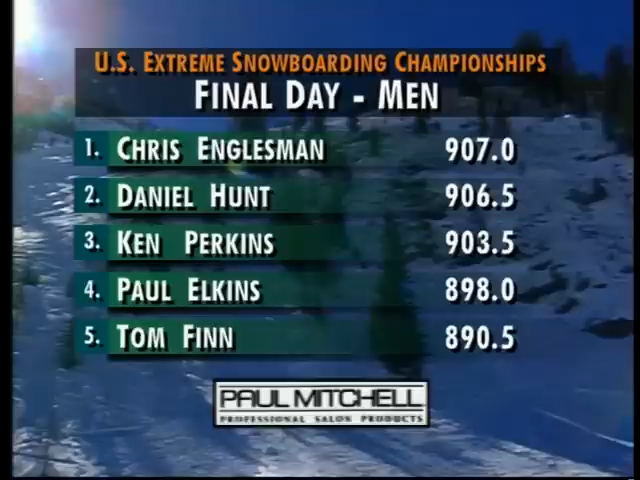 U.S. EXTREME SNOWBOARDING CHAMPIONSHIPS
FINAL DAY - MEN
1. CHRIS ENGLESMAN 907.0
2. DANIEL HUNT 906.5
3. KEN PERKINS 903.5
4. PAUL ELKINS 898.0
5. TOM FINN 890.5
PAUL MITCHELL
PROFESSIONAL SALON PRODUCTS